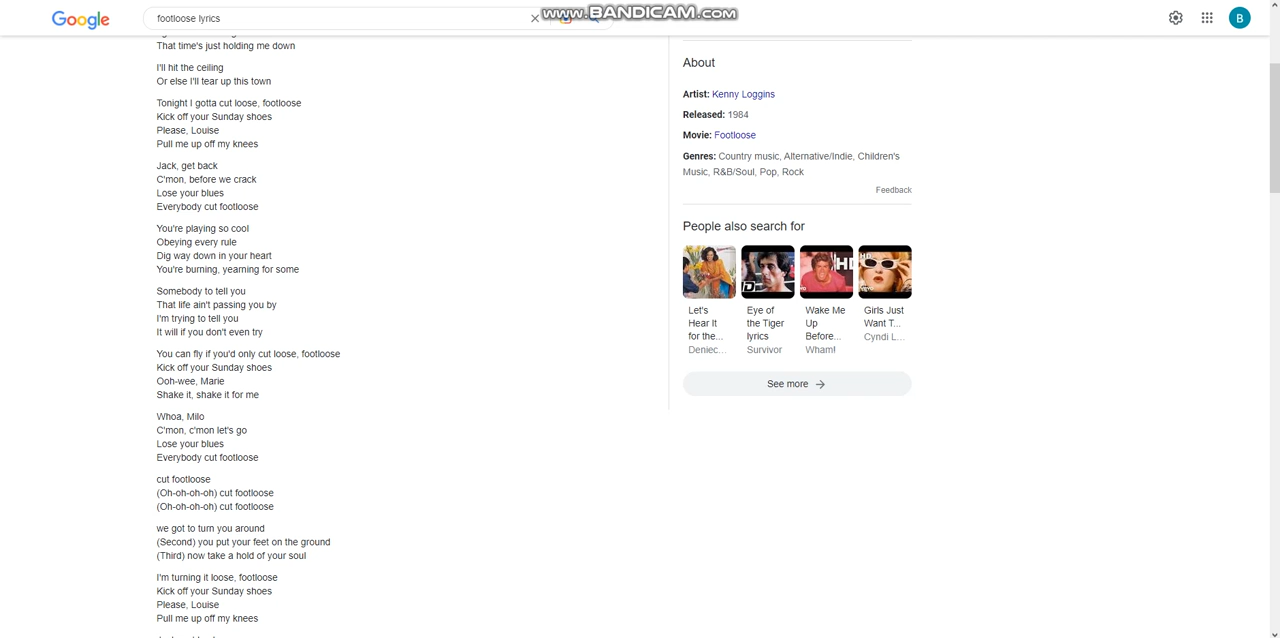 Google
footloose lyrics
www.BANDICAM.com
B
That time's just holding me down
I'll hit the ceiling
Or else I'll tear up this town
Tonight I gotta cut loose, footloose
Kick off your Sunday shoes
Please, Louise
Pull me up off my knees
Jack, get back
C'mon, before we crack
Lose your blues
Everybody cut footloose
You're playing so cool
Obeying every rule
Dig way down in your heart
You're burning, yearning for some
Somebody to tell you
That life ain't passing you by
I'm trying to tell you
It will if you don't even try
You can fly if you'd only cut loose, footloose
Kick off your Sunday shoes
Ooh-wee, Marie
Shake it, shake it for me
Whoa, Milo
C'mon, c'mon let's go
Lose your blues
Everybody cut footloose
cut footloose
(Oh-oh-oh-oh) cut footloose
(Oh-oh-oh-oh) cut footloose
we got to turn you around
(Second) you put your feet on the ground
(Third) now take a hold of your soul
I'm turning it loose, footloose
Kick off your Sunday shoes
Please, Louise
Pull me up off my knees
About
Artist: Kenny Loggins
Released: 1984
Movie: Footloose
Genres: Country music, Alternative/Indie, Children's
Music, R&B/Soul, Pop, Rock
Feedback
People also search for
HD
HD
Let's
Hear It
for the...
Deniec...
Eye of
the Tiger
lyrics
Survivor
Wake Me
Up
Before...
Wham!
Girls Just
Want T...
Cyndi L...
See more